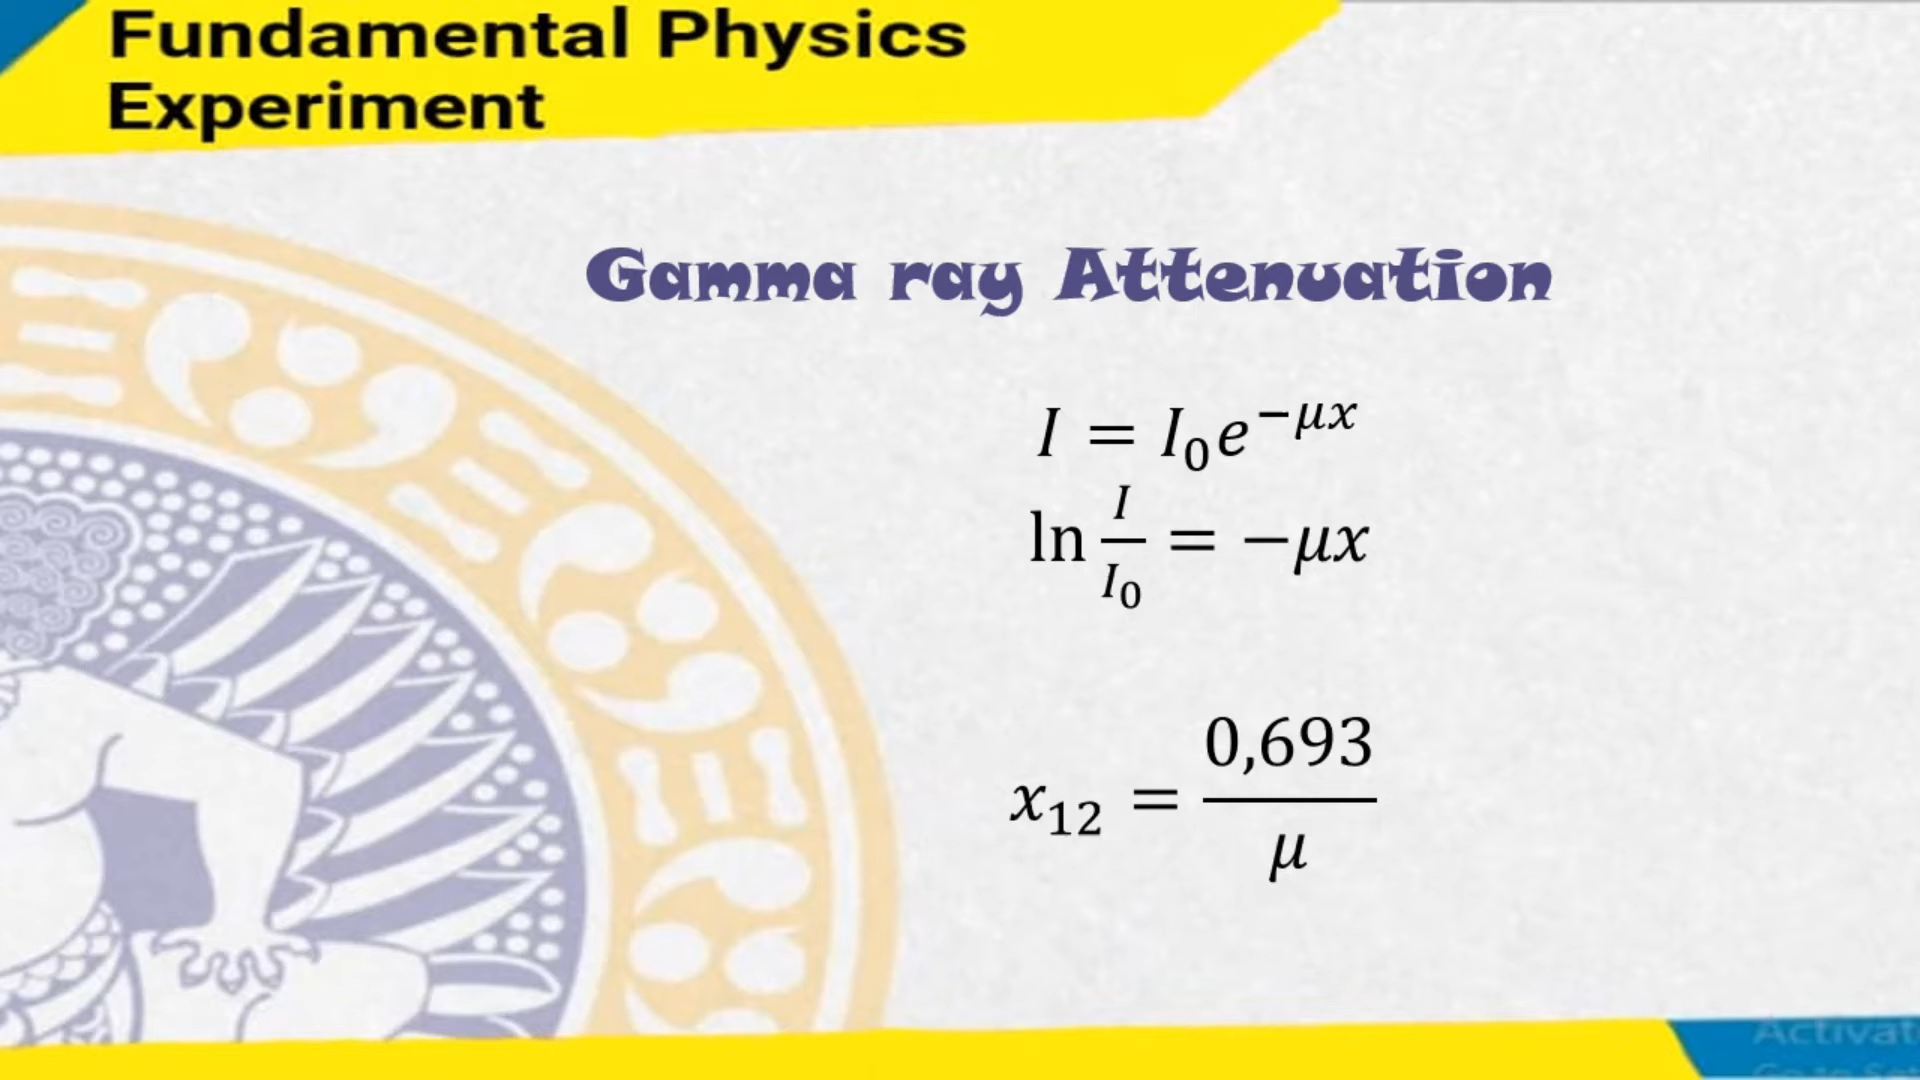 Fundamental Physics
Experiment
Gamma ray Attenuation
I = I₀e^{−μx}
ln I/I₀ = −μx
x₁₂ = 0,693/μ